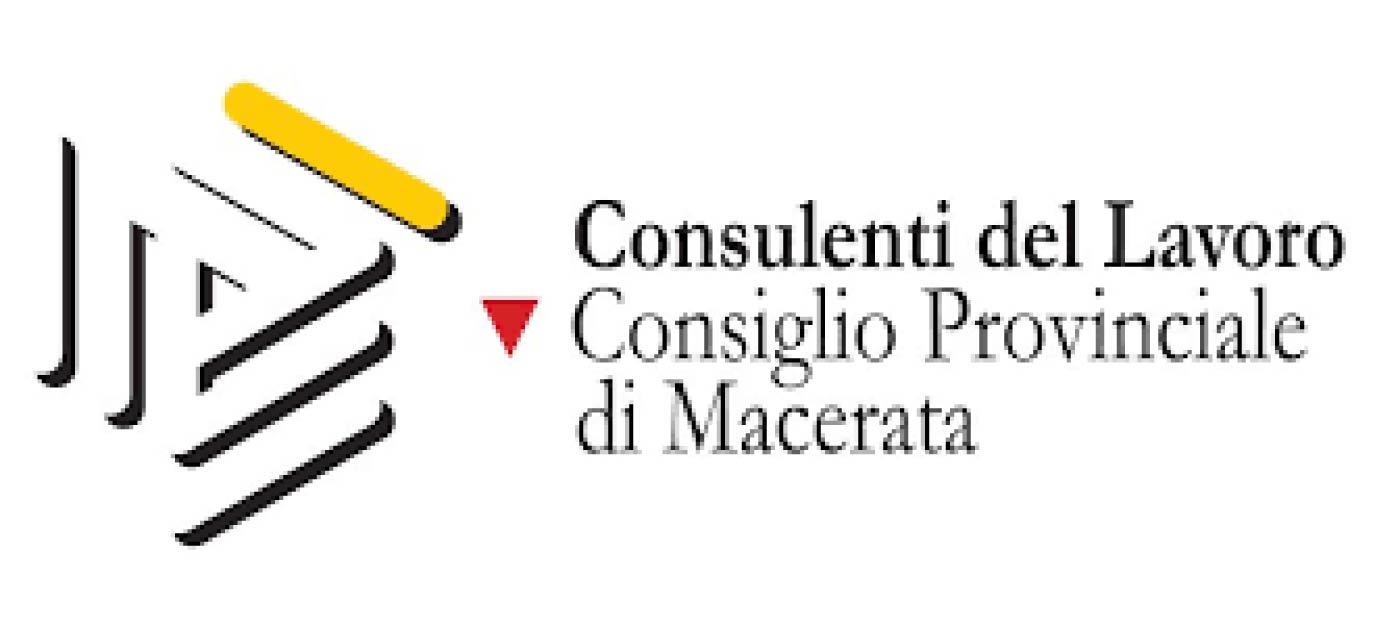 Consulenti del Lavoro
Consiglio Provinciale
di Macerata